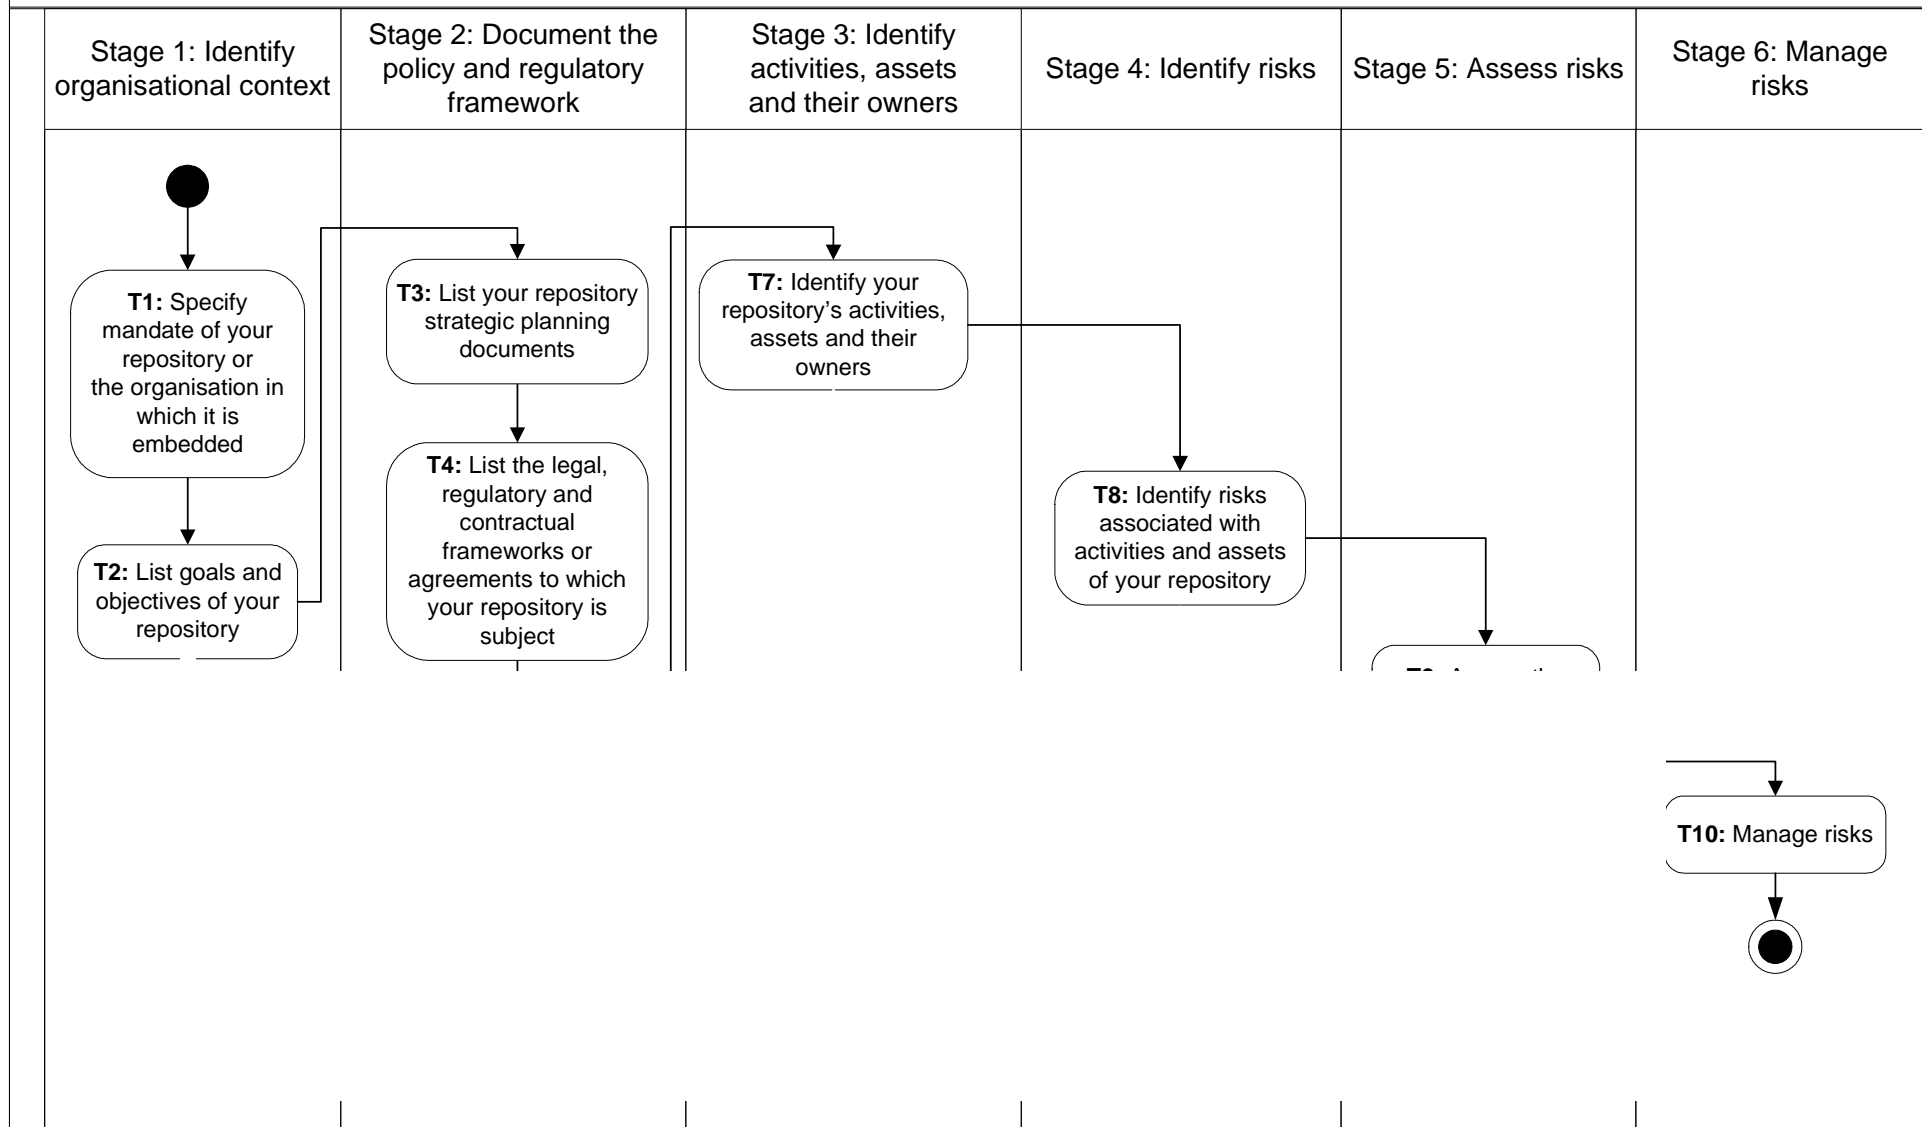 Stage 1: Identify
organisational context
Stage 2: Document the
policy and regulatory
framework
Stage 3: Identify
activities, assets
and their owners
Stage 4: Identify risks
Stage 5: Assess risks
Stage 6: Manage
risks
T1: Specify
mandate of your
repository or
the organisation in
which it is
embedded
T2: List goals and
objectives of your
repository
T3: List your repository
strategic planning
documents
T4: List the legal,
regulatory and
contractual
frameworks or
agreements to which
your repository is
subject
T7: Identify your
repository’s activities,
assets and their
owners
T8: Identify risks
associated with
activities and assets
of your repository
T10: Manage risks